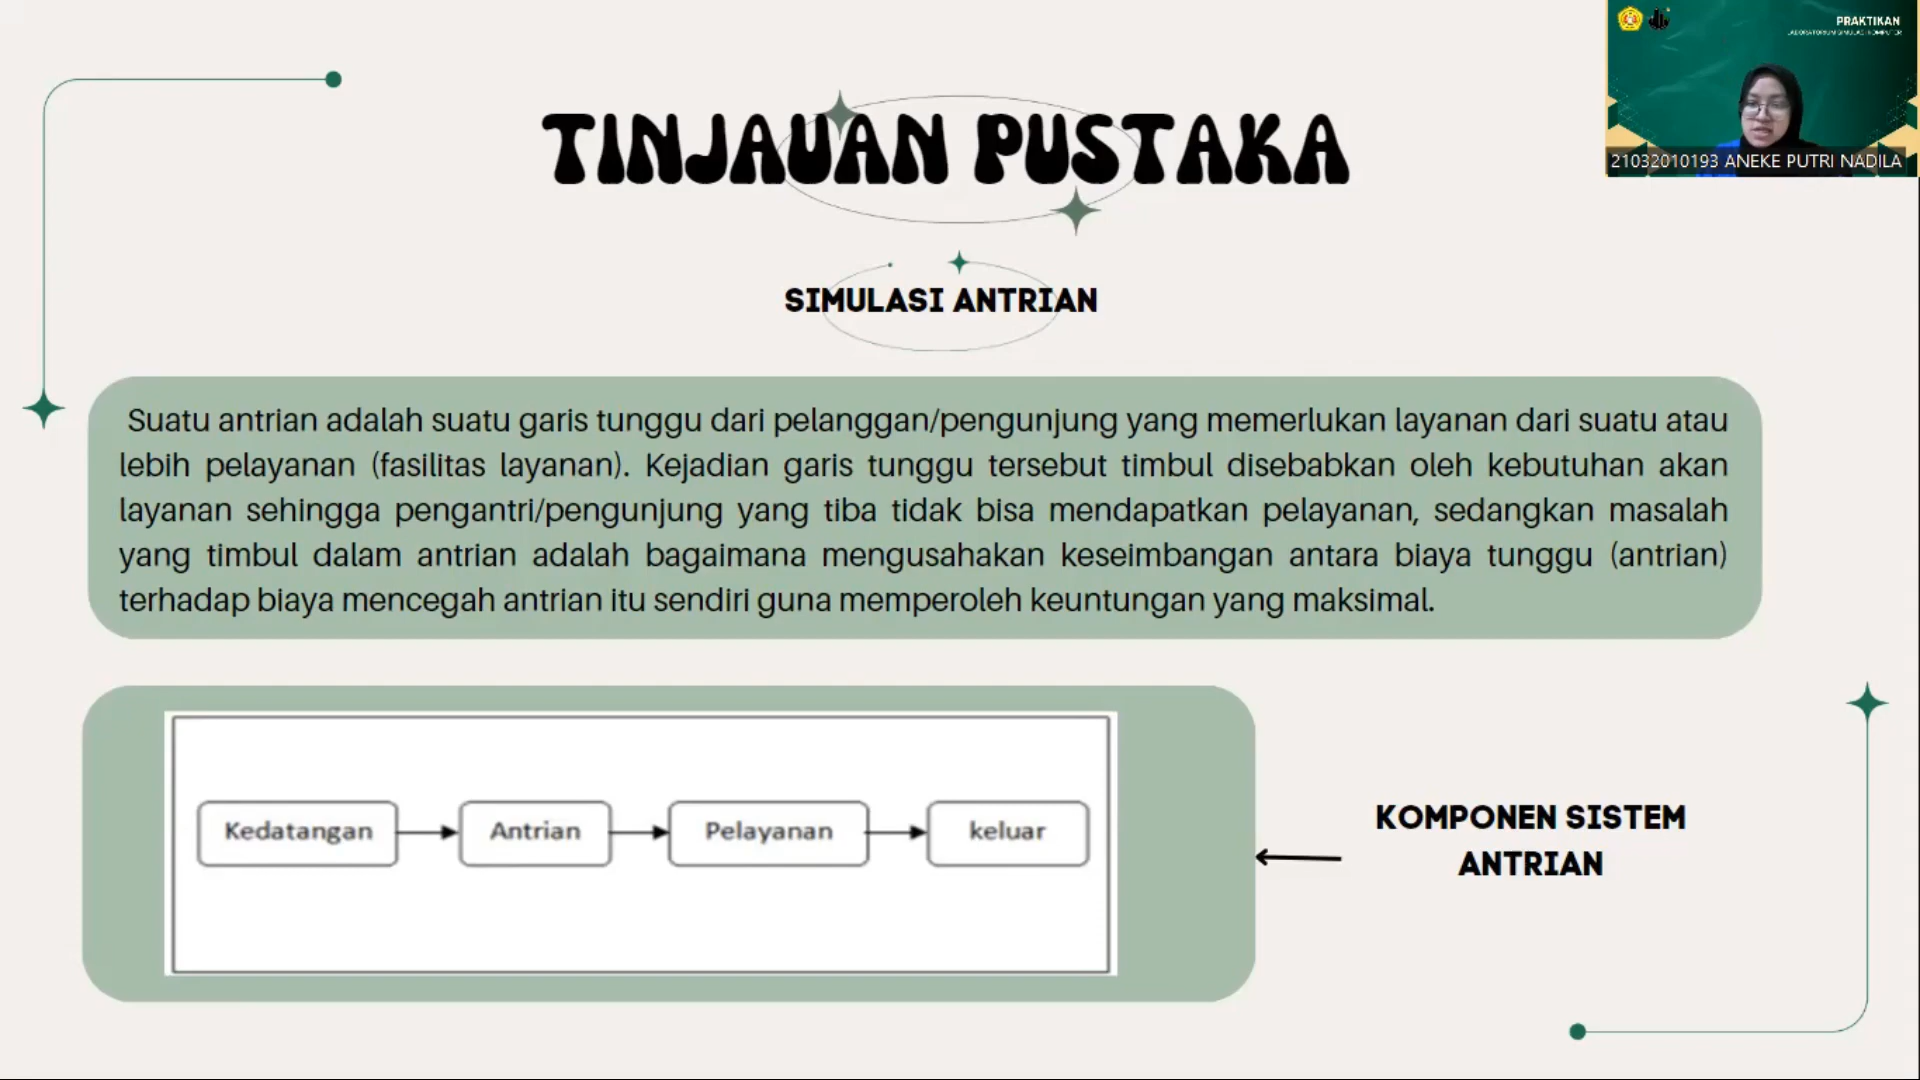 PRAKTIKAN
LABORATORIUM SIMULASI KOMPUTER
21032010193 ANEKE PUTRI NADILA
TINJAUAN PUSTAKA
SIMULASI ANTRIAN
Suatu antrian adalah suatu garis tunggu dari pelanggan/pengunjung yang memerlukan layanan dari suatu atau
lebih pelayanan (fasilitas layanan). Kejadian garis tunggu tersebut timbul disebabkan oleh kebutuhan akan
layanan sehingga pengantri/pengunjung yang tiba tidak bisa mendapatkan pelayanan, sedangkan masalah
yang timbul dalam antrian adalah bagaimana mengusahakan keseimbangan antara biaya tunggu (antrian)
terhadap biaya mencegah antrian itu sendiri guna memperoleh keuntungan yang maksimal.
Kedatangan
Antrian
Pelayanan
keluar
KOMPONEN SISTEM
ANTRIAN